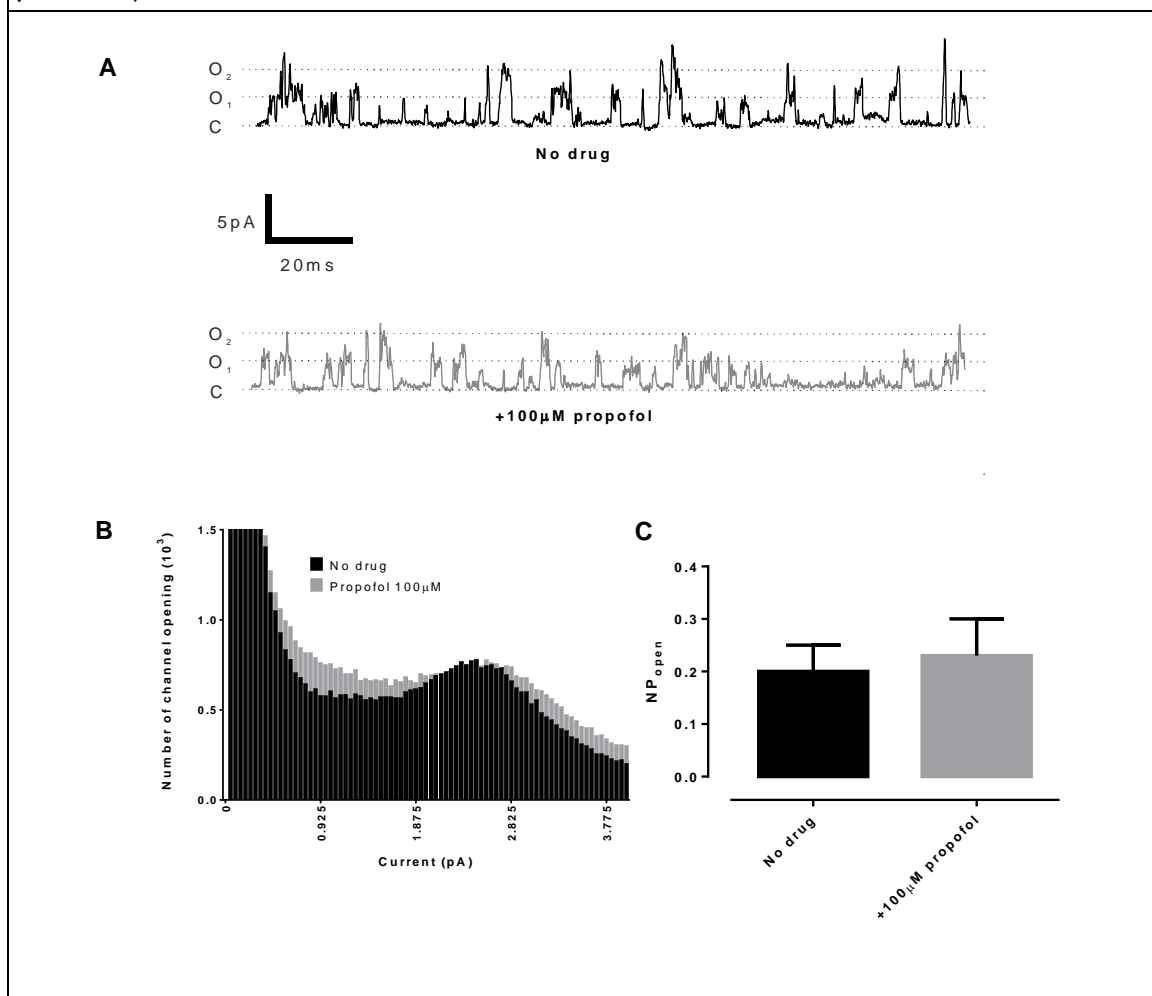 A
O2
O1
C
No drug
5pA
20ms
O2
O1
C
+100µM propofol
B
Number of channel opening (10³)
1.5
1.0
0.5
0.0
No drug
Propofol 100µM
0
0.925
1.875
2.825
3.775
Current (pA)
C
NPopen
0.4
0.3
0.2
0.1
0.0
No drug
+100µM propofol